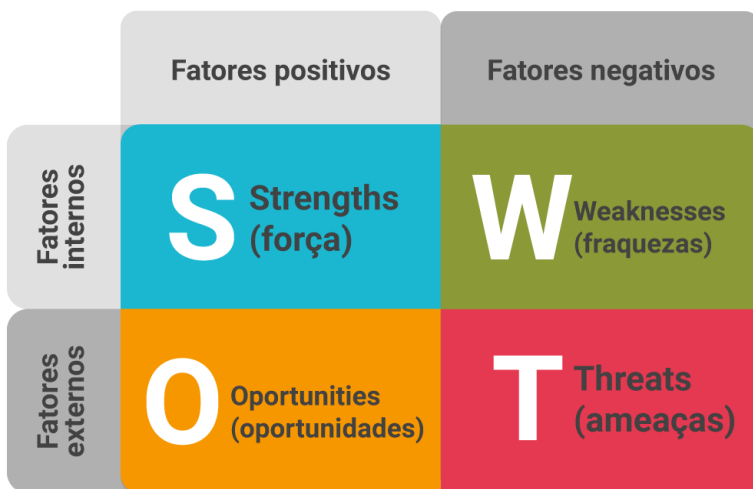 Fatores positivos
Fatores negativos
Fatores
internos
S
Strengths
(força)
W
Weaknesses
(fraquezas)
Fatores
externos
O
Oportunities
(oportunidades)
T
Threats
(ameaças)